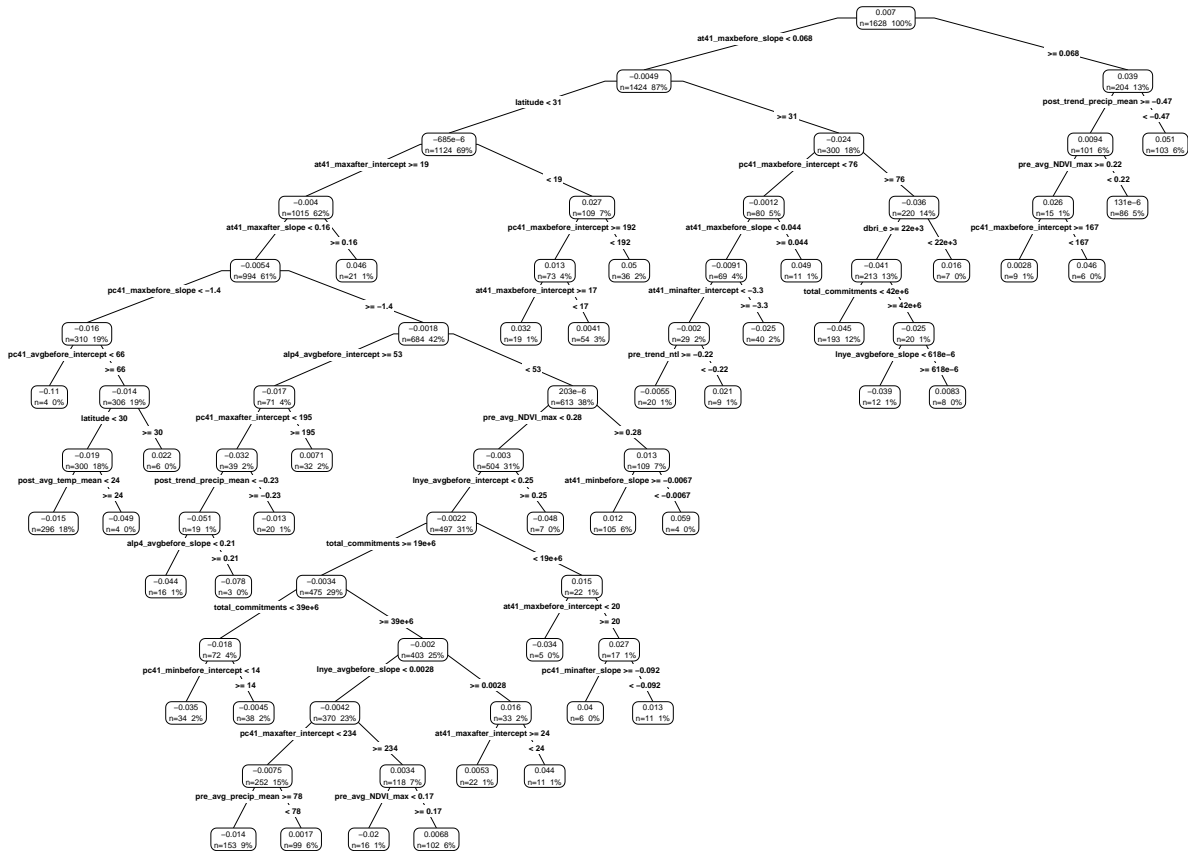 0.007
n=1628 100%
at41_maxbefore_slope < 0.068
>= 0.068
−0.0049
n=1424 87%
0.039
n=204 13%
latitude < 31
>= 31
post_trend_precip_mean >= −0.47
< −0.47
−685e−6
n=1124 69%
−0.024
n=300 18%
0.0094
n=101 6%
0.051
n=103 6%
at41_maxafter_intercept >= 19
< 19
pc41_maxbefore_intercept < 76
>= 76
pre_avg_NDVI_max >= 0.22
< 0.22
−0.004
n=1015 62%
0.027
n=109 7%
−0.0012
n=80 5%
−0.036
n=220 14%
0.026
n=15 1%
131e−6
n=86 5%
at41_maxafter_slope < 0.16
>= 0.16
pc41_maxbefore_intercept >= 192
< 192
at41_maxbefore_slope < 0.044
>= 0.044
dbri_e >= 22e+3
< 22e+3
pc41_maxbefore_intercept >= 167
< 167
−0.0054
n=994 61%
0.046
n=21 1%
0.013
n=73 4%
0.05
n=36 2%
−0.0091
n=69 4%
0.049
n=11 1%
−0.041
n=213 13%
0.016
n=7 0%
0.0028
n=9 1%
0.046
n=6 0%
pc41_maxbefore_slope < −1.4
>= −1.4
at41_maxbefore_intercept >= 17
< 17
at41_minafter_intercept < −3.3
>= −3.3
total_commitments < 42e+6
>= 42e+6
−0.016
n=310 19%
−0.0018
n=684 42%
0.032
n=19 1%
0.0041
n=54 3%
−0.002
n=29 2%
−0.025
n=40 2%
−0.045
n=193 12%
−0.025
n=20 1%
pc41_avgbefore_intercept < 66
>= 66
alp4_avgbefore_intercept >= 53
< 53
pre_trend_ntl >= −0.22
< −0.22
lnye_avgbefore_slope < 618e−6
>= 618e−6
−0.11
n=4 0%
−0.014
n=306 19%
−0.017
n=71 4%
203e−6
n=613 38%
−0.0055
n=20 1%
0.021
n=9 1%
−0.039
n=12 1%
0.0083
n=8 0%
latitude < 30
>= 30
pc41_maxafter_intercept < 195
>= 195
pre_avg_NDVI_max < 0.28
>= 0.28
−0.019
n=300 18%
0.022
n=6 0%
−0.032
n=39 2%
0.0071
n=32 2%
−0.003
n=504 31%
0.013
n=109 7%
post_avg_temp_mean < 24
>= 24
post_trend_precip_mean < −0.23
>= −0.23
lnye_avgbefore_intercept < 0.25
>= 0.25
at41_minbefore_slope >= −0.0067
< −0.0067
−0.015
n=296 18%
−0.049
n=4 0%
−0.051
n=19 1%
−0.013
n=20 1%
−0.0022
n=497 31%
−0.048
n=7 0%
0.012
n=105 6%
0.059
n=4 0%
alp4_avgbefore_slope < 0.21
>= 0.21
total_commitments >= 19e+6
< 19e+6
−0.044
n=16 1%
−0.078
n=3 0%
−0.0034
n=475 29%
0.015
n=22 1%
total_commitments < 39e+6
>= 39e+6
at41_maxbefore_intercept < 20
>= 20
−0.018
n=72 4%
−0.002
n=403 25%
−0.034
n=5 0%
0.027
n=17 1%
pc41_minbefore_intercept < 14
>= 14
lnye_avgbefore_slope < 0.0028
>= 0.0028
pc41_minafter_slope >= −0.092
< −0.092
−0.035
n=34 2%
−0.0045
n=38 2%
−0.0042
n=370 23%
0.016
n=33 2%
0.04
n=6 0%
0.013
n=11 1%
pc41_maxafter_intercept < 234
>= 234
at41_maxafter_intercept >= 24
< 24
−0.0075
n=252 15%
0.0034
n=118 7%
0.0053
n=22 1%
0.044
n=11 1%
pre_avg_precip_mean >= 78
< 78
pre_avg_NDVI_max < 0.17
>= 0.17
−0.014
n=153 9%
0.0017
n=99 6%
−0.02
n=16 1%
0.0068
n=102 6%